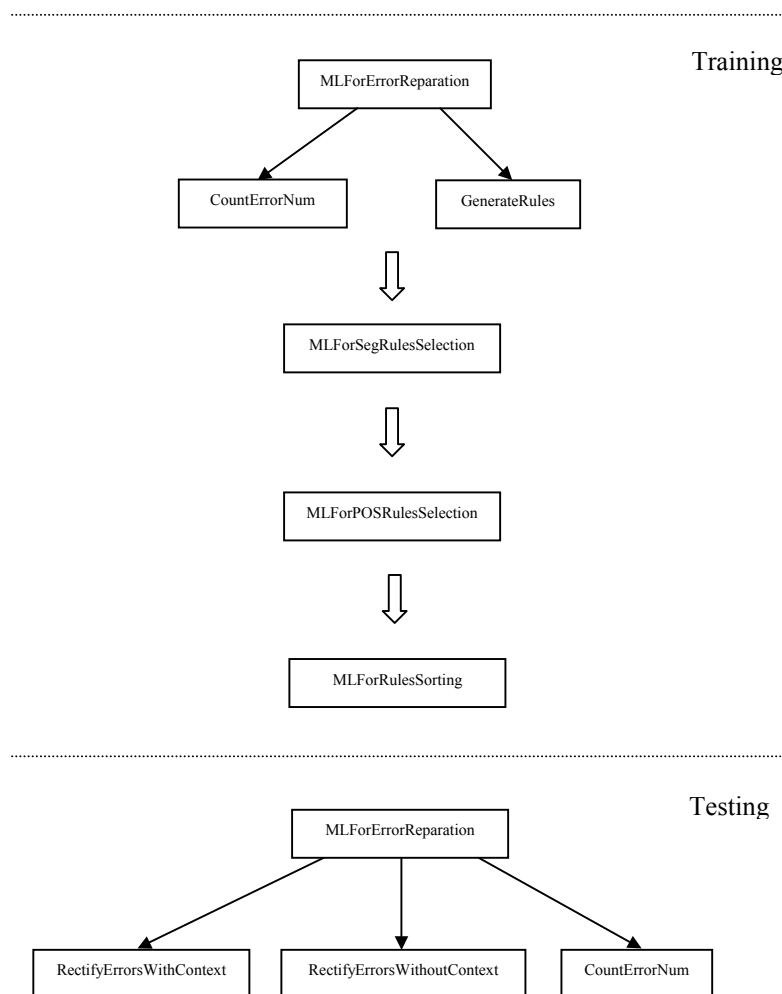 Training
MLForErrorReparation
CountErrorNum
GenerateRules
MLForSegRulesSelection
MLForPOSRulesSelection
MLForRulesSorting
Testing
MLForErrorReparation
RectifyErrorsWithContext
RectifyErrorsWithoutContext
CountErrorNum